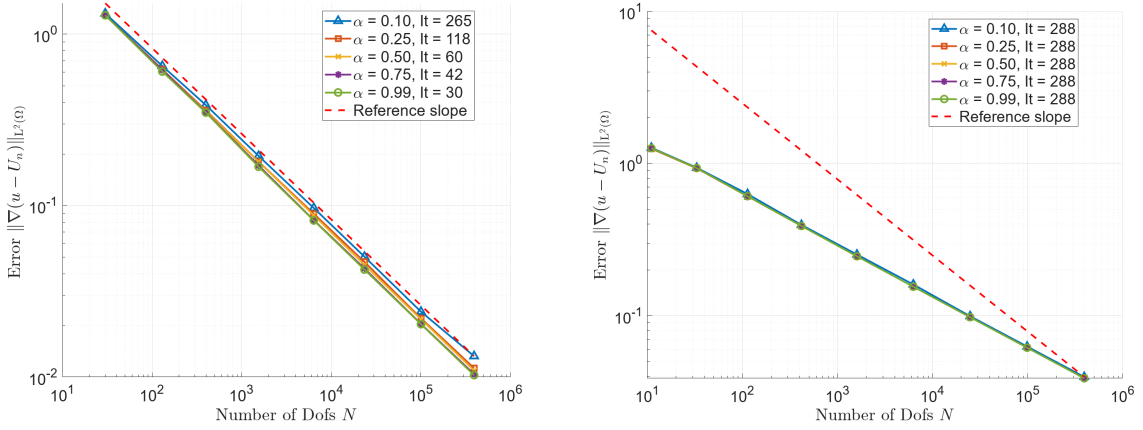 10^0
10^-1
10^-2
10^1
10^2
10^3
10^4
10^5
10^6
Error ‖∇(u − U_n)‖_{L²(Ω)}
Number of Dofs N
α = 0.10, It = 265
α = 0.25, It = 118
α = 0.50, It = 60
α = 0.75, It = 42
α = 0.99, It = 30
Reference slope
10^1
10^0
10^-1
10^1
10^2
10^3
10^4
10^5
10^6
Error ‖∇(u − U_n)‖_{L²(Ω)}
Number of Dofs N
α = 0.10, It = 288
α = 0.25, It = 288
α = 0.50, It = 288
α = 0.75, It = 288
α = 0.99, It = 288
Reference slope